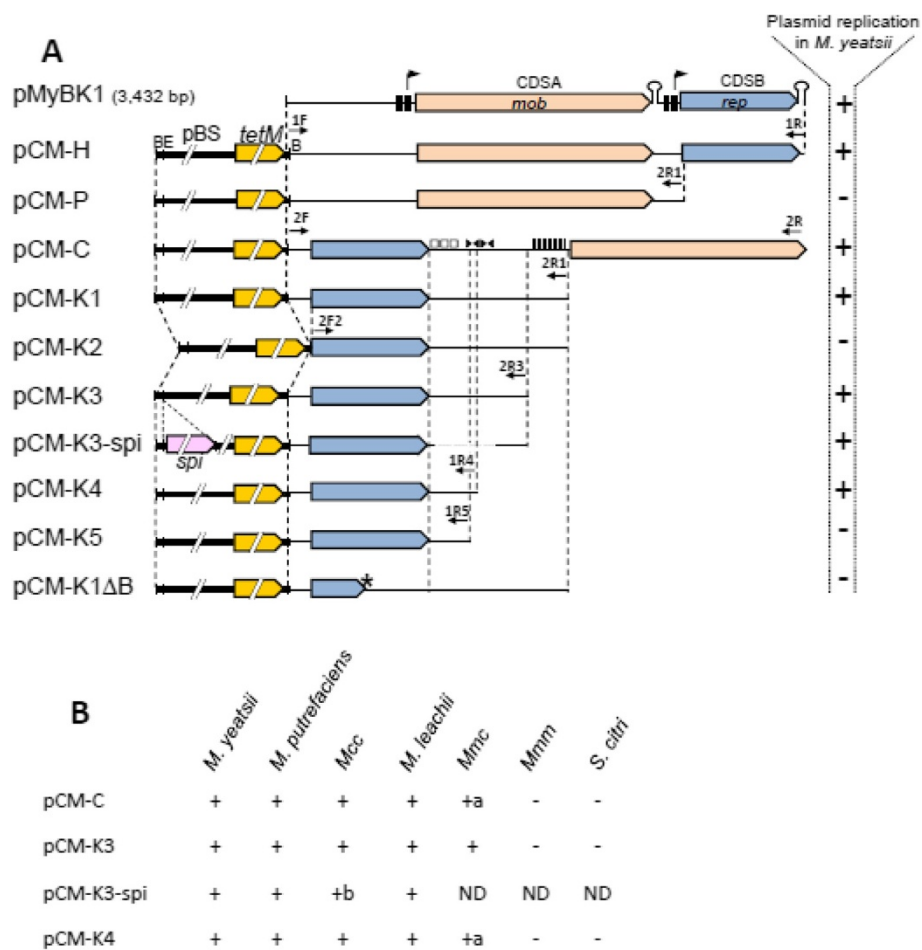 Plasmid replication
in M. yeatsii
A
pMyBK1 (3,432 bp)
CDSA
mob
CDSB
rep
+
1F
1R
BE
pBS
tetM
B
pCM-H
+
2R1
pCM-P
-
2F
2R
pCM-C
+
2R1
pCM-K1
+
2F2
pCM-K2
-
2R3
pCM-K3
+
pCM-K3-spi
spi
+
1R4
pCM-K4
+
1R5
pCM-K5
-
pCM-K1ΔB
*
-
B
M. yeatsii M. putrefaciens Mcc M. leachii Mmc Mmm S. citri
pCM-C + + + + +a - -
pCM-K3 + + + + + - -
pCM-K3-spi + + +b + ND ND ND
pCM-K4 + + + + +a - -